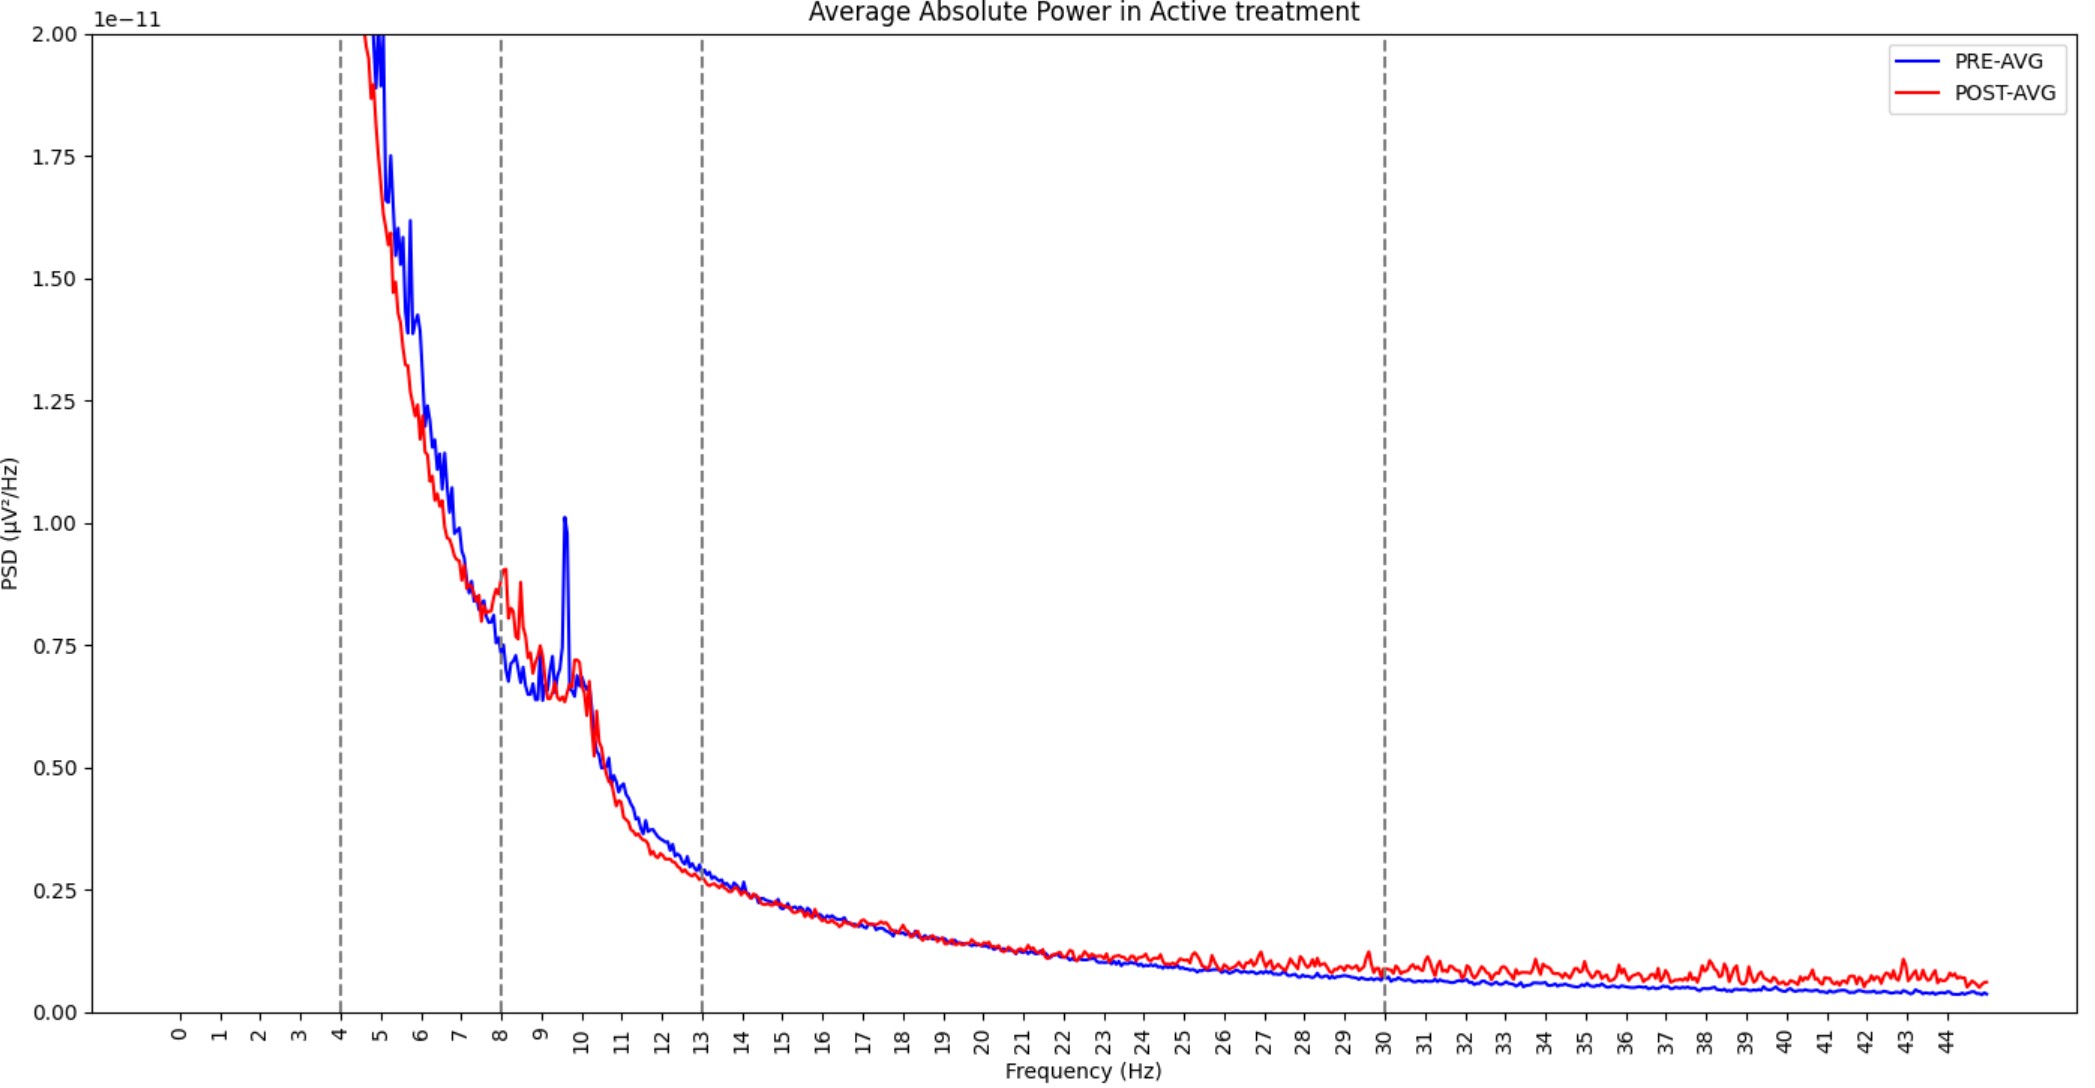 Average Absolute Power in Active treatment
1e−11
2.00
1.75
1.50
1.25
1.00
0.75
0.50
0.25
0.00
PSD (µV²/Hz)
PRE-AVG
POST-AVG
0 1 2 3 4 5 6 7 8 9 10 11 12 13 14 15 16 17 18 19 20 21 22 23 24 25 26 27 28 29 30 31 32 33 34 35 36 37 38 39 40 41 42 43 44
Frequency (Hz)